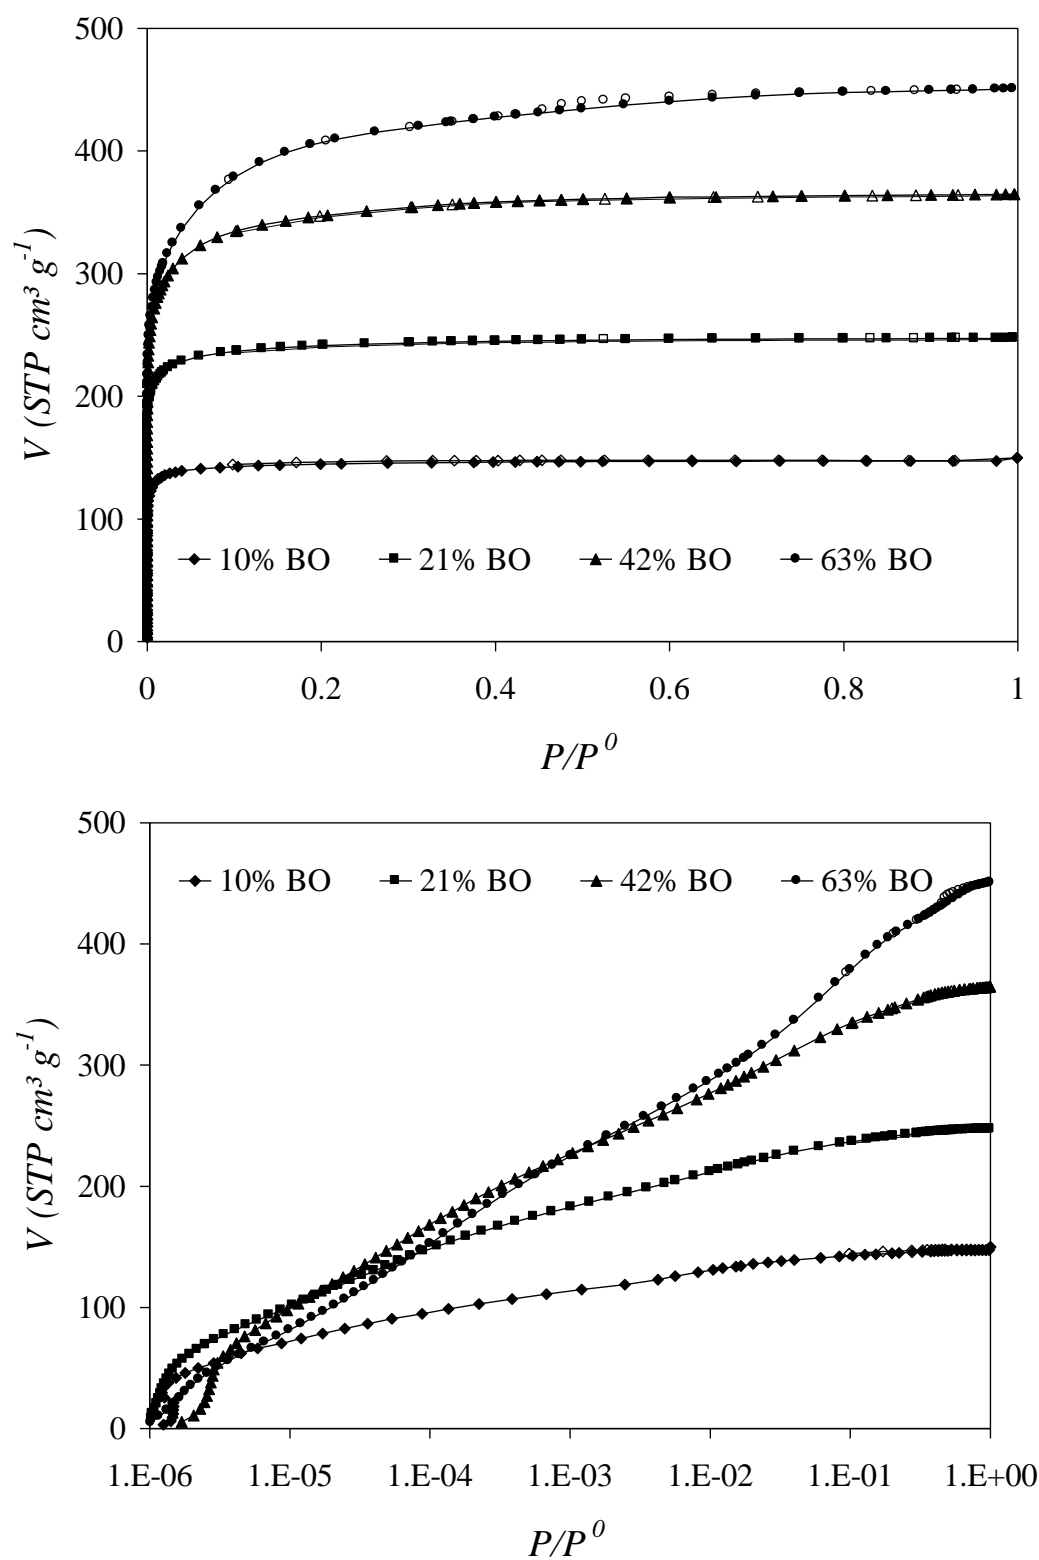 500
400
300
200
100
0
V (STP cm³ g⁻¹)
10% BO 21% BO 42% BO 63% BO
0 0.2 0.4 0.6 0.8 1
P/P⁰
500
400
300
200
100
0
V (STP cm³ g⁻¹)
10% BO 21% BO 42% BO 63% BO
1.E-06 1.E-05 1.E-04 1.E-03 1.E-02 1.E-01 1.E+00
P/P⁰